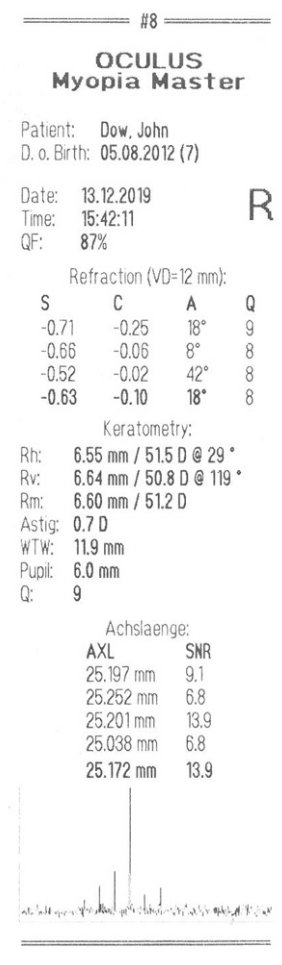 #8
OCULUS
Myopia Master
Patient: Dow, John
D. o. Birth: 05.08.2012 (7)
Date: 13.12.2019
R
Time: 15:42:11
QF: 87%
Refraction (VD=12 mm):
S C A Q
-0.71 -0.25 18° 9
-0.66 -0.06 8° 8
-0.52 -0.02 42° 8
-0.63 -0.10 18° 8
Keratometry:
Rh: 6.55 mm / 51.5 D @ 29 °
Rv: 6.64 mm / 50.8 D @ 119 °
Rm: 6.60 mm / 51.2 D
Astig: 0.7 D
WTW: 11.9 mm
Pupil: 6.0 mm
Q: 9
Achslaenge:
AXL SNR
25.197 mm 9.1
25.252 mm 6.8
25.201 mm 13.9
25.038 mm 6.8
25.172 mm 13.9